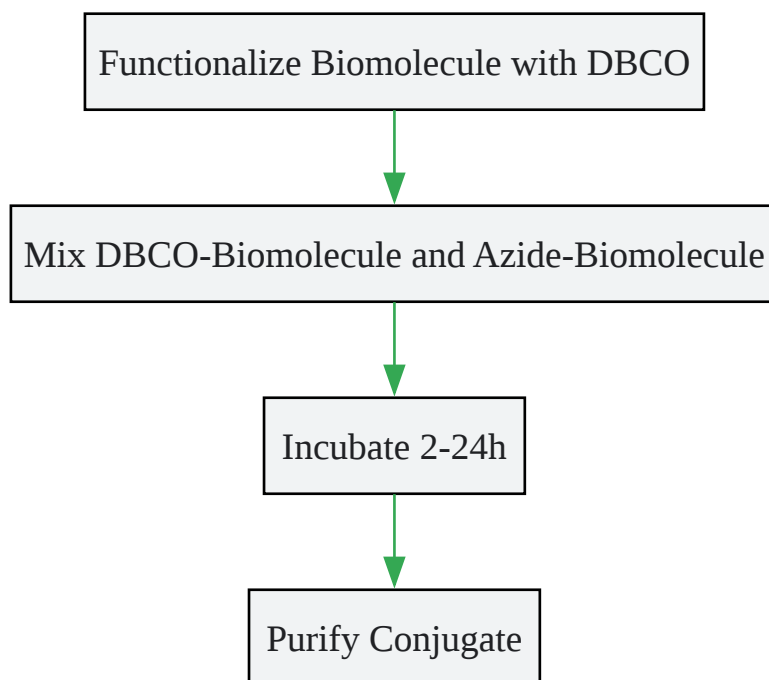 Functionalize Biomolecule with DBCO
Mix DBCO-Biomolecule and Azide-Biomolecule
Incubate 2-24h
Purify Conjugate